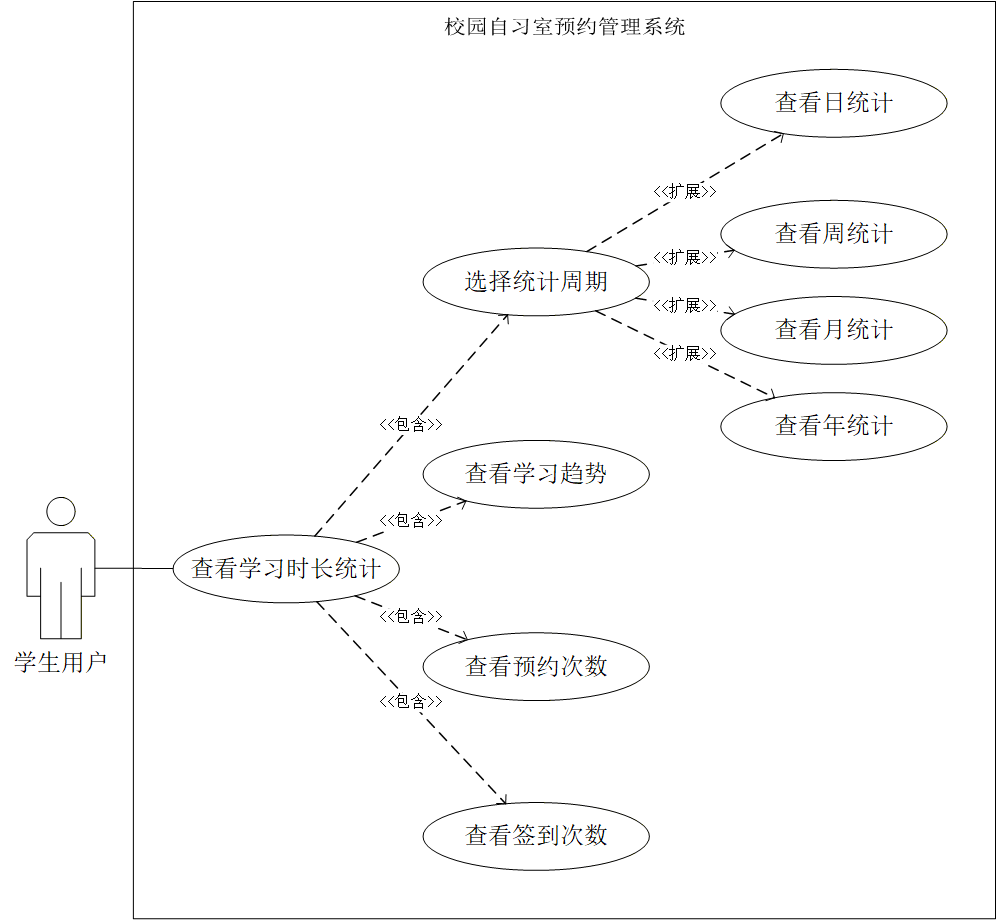 校园自习室预约管理系统
查看日统计
<<扩展>>
查看周统计
<<扩展>>
选择统计周期
<<扩展>>
查看月统计
<<扩展>>
查看年统计
<<包含>>
查看学习趋势
<<包含>>
查看学习时长统计
<<包含>>
学生用户
查看预约次数
<<包含>>
查看签到次数